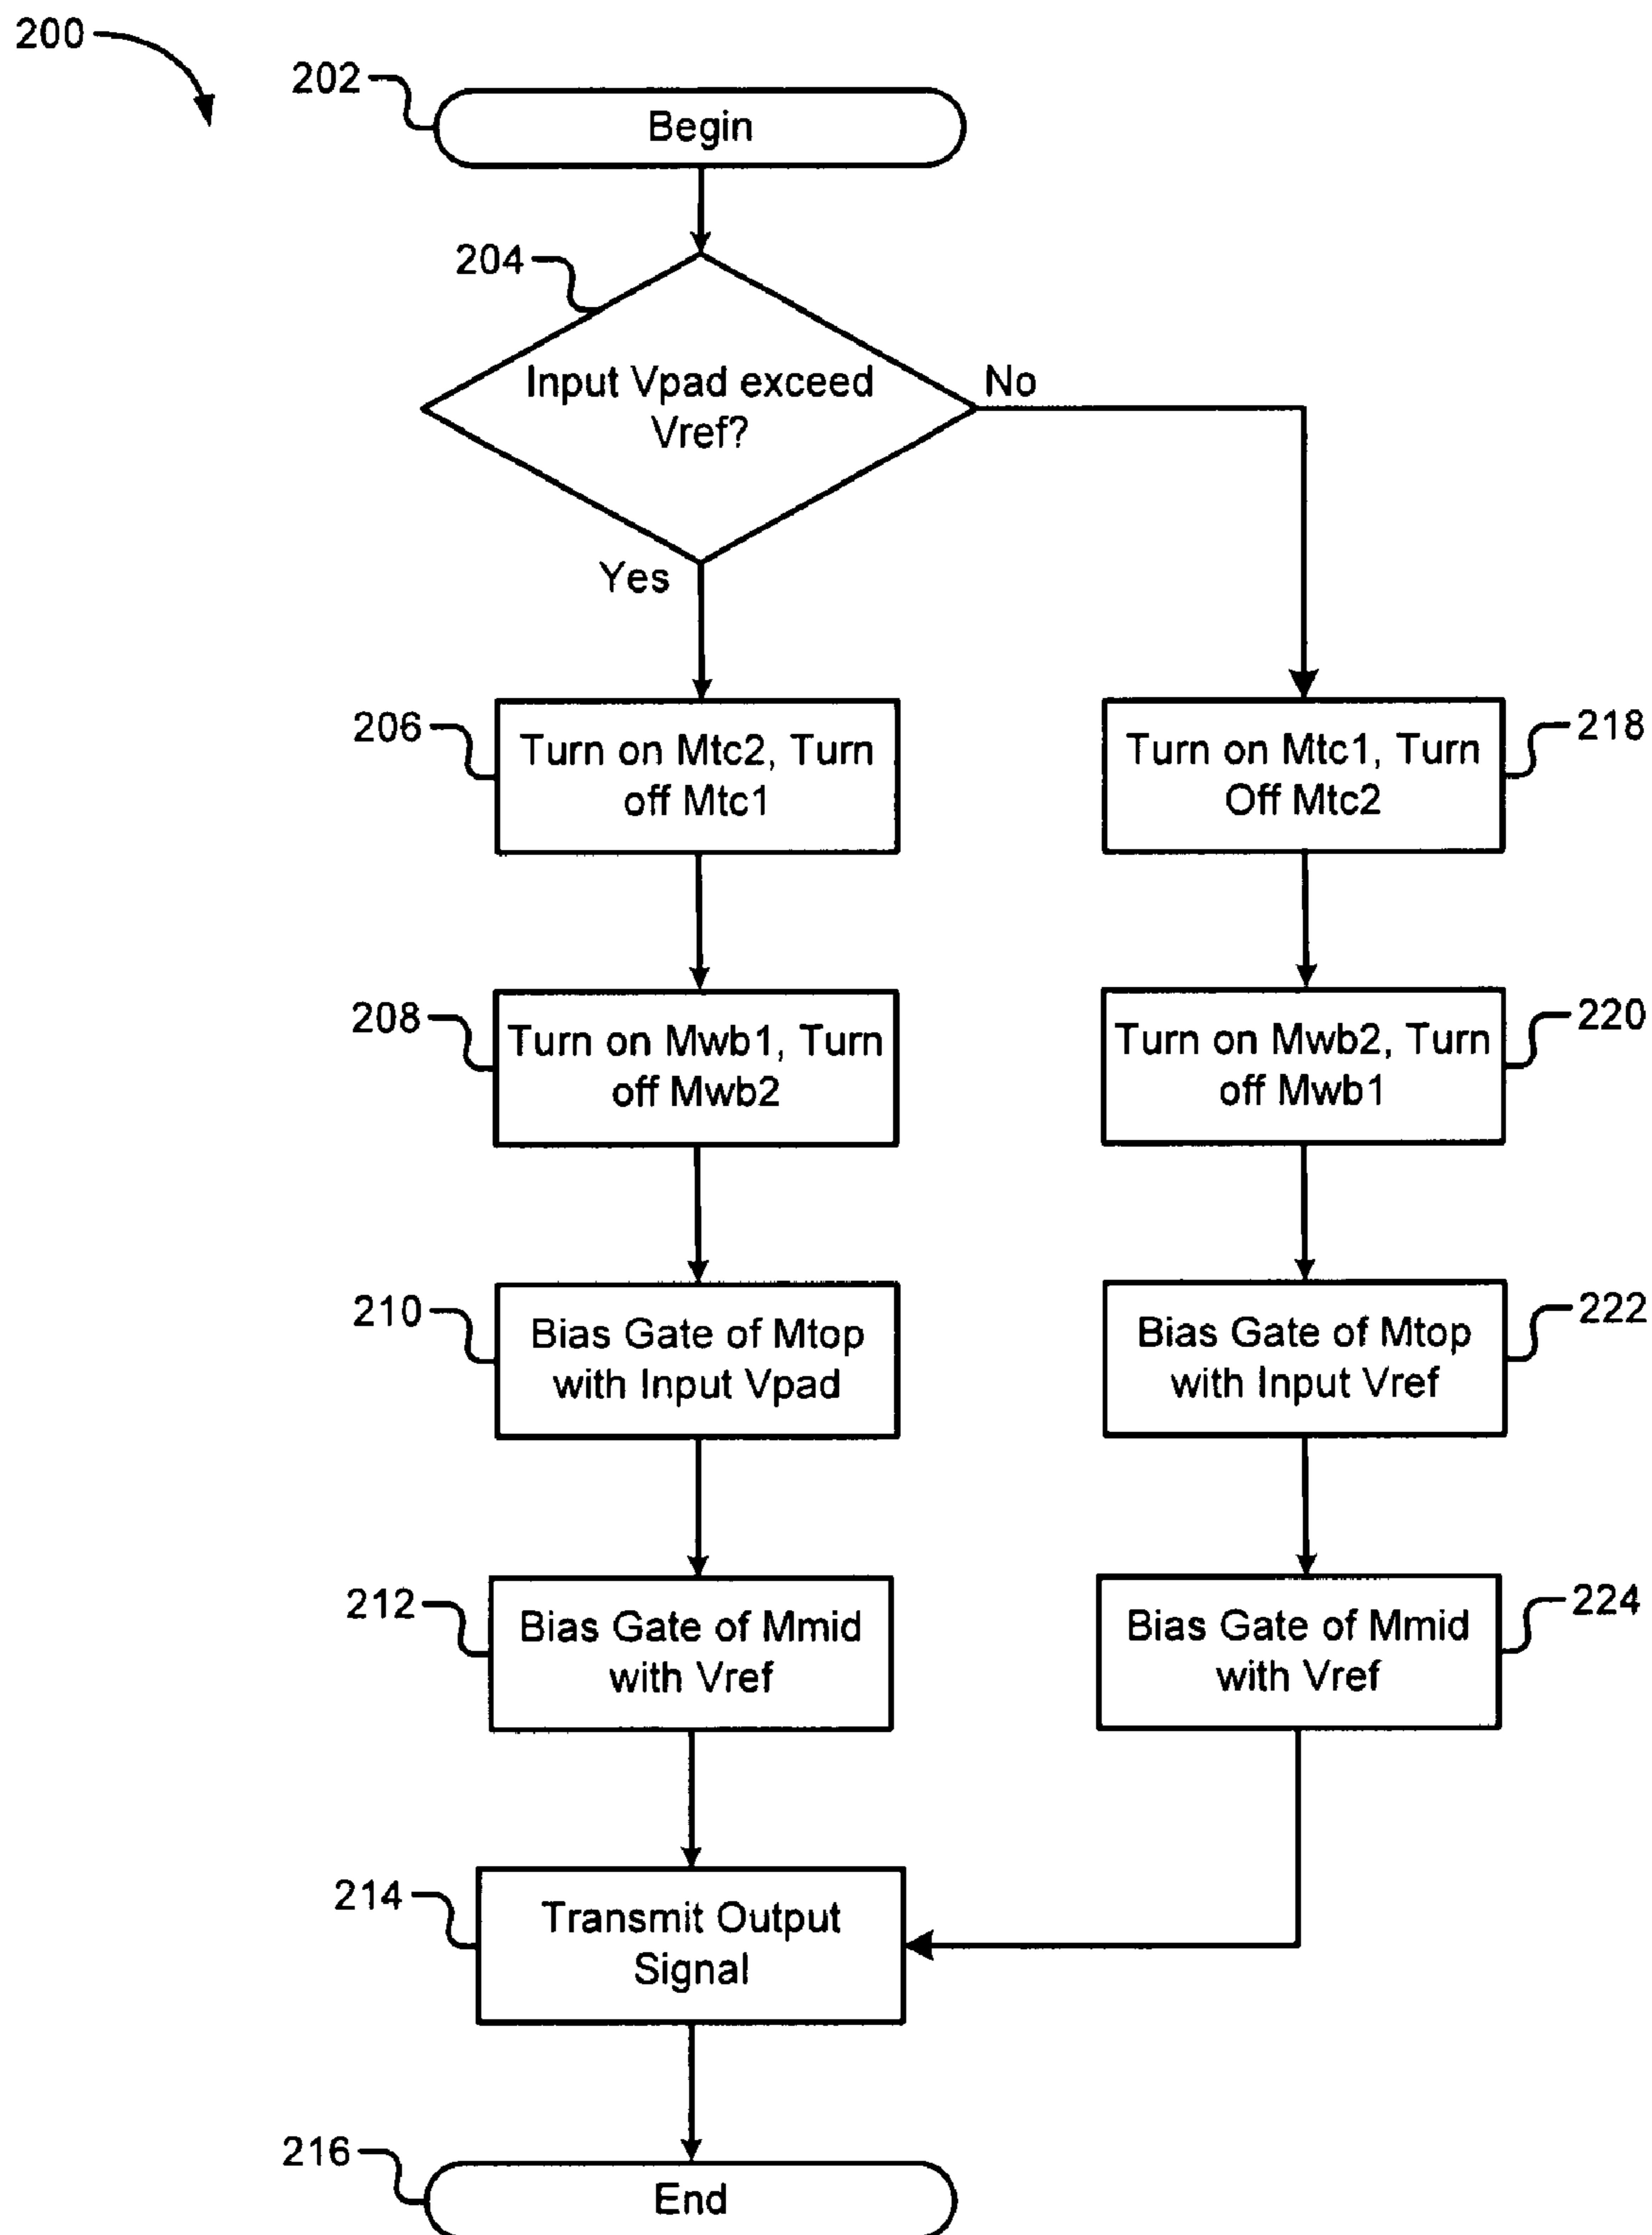 200
202
Begin
204
Input Vpad exceed
Vref?
No
Yes
206
Turn on Mtc2, Turn
off Mtc1
218
Turn on Mtc1, Turn
Off Mtc2
208
Turn on Mwb1, Turn
off Mwb2
220
Turn on Mwb2, Turn
off Mwb1
210
Bias Gate of Mtop
with Input Vpad
222
Bias Gate of Mtop
with Input Vref
212
Bias Gate of Mmid
with Vref
224
Bias Gate of Mmid
with Vref
214
Transmit Output
Signal
216
End